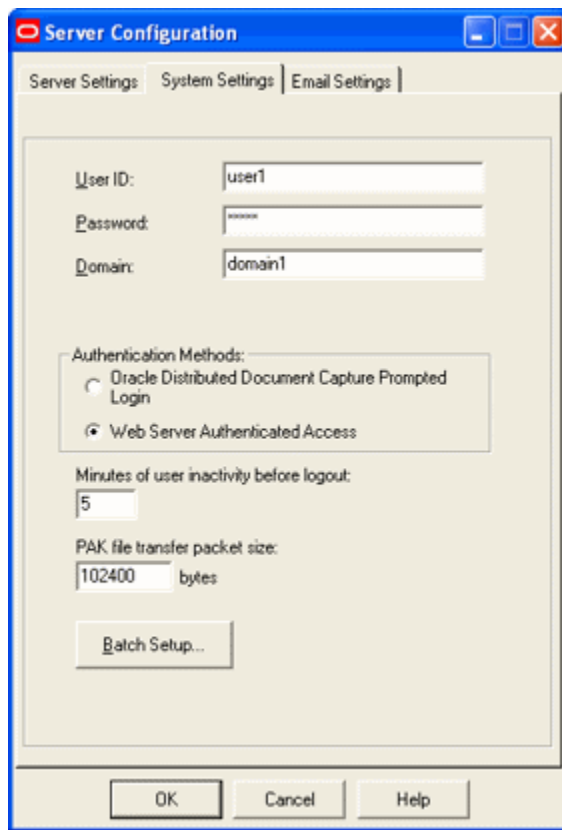 Server Configuration
Server Settings
System Settings
Email Settings
User ID:
user1
Password:
*****
Domain:
domain1
Authentication Methods:
Oracle Distributed Document Capture Prompted
Login
Web Server Authenticated Access
Minutes of user inactivity before logout:
5
PAK file transfer packet size:
102400 bytes
Batch Setup...
OK
Cancel
Help